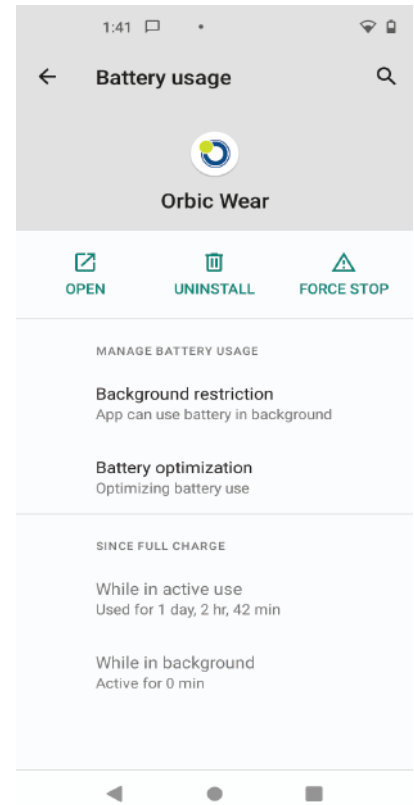 1:41
Battery usage
Orbic Wear
OPEN UNINSTALL FORCE STOP
MANAGE BATTERY USAGE
Background restriction
App can use battery in background
Battery optimization
Optimizing battery use
SINCE FULL CHARGE
While in active use
Used for 1 day, 2 hr, 42 min
While in background
Active for 0 min